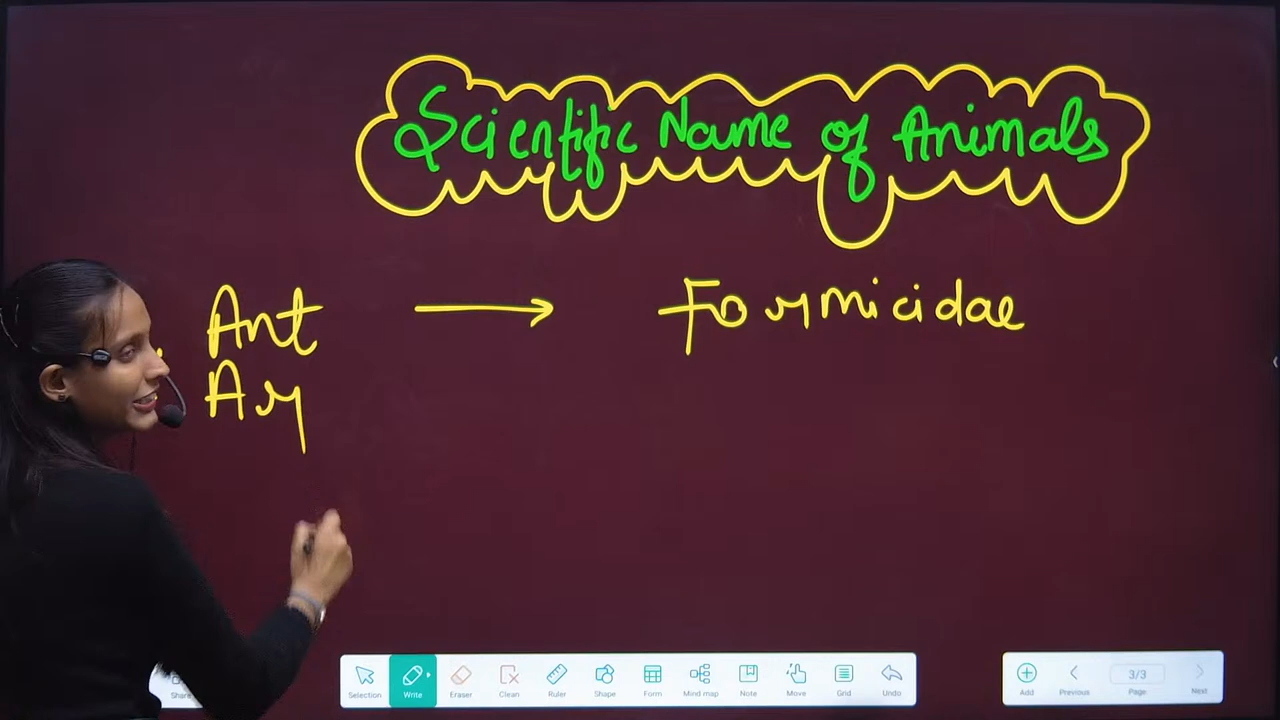 Scientific Name of Animals
Ant → Formicidae
Ar
Share
Selection Write Eraser Clean Ruler Shape Form Mind map Note Move Grid Undo
Add Previous 3/3 Page Next